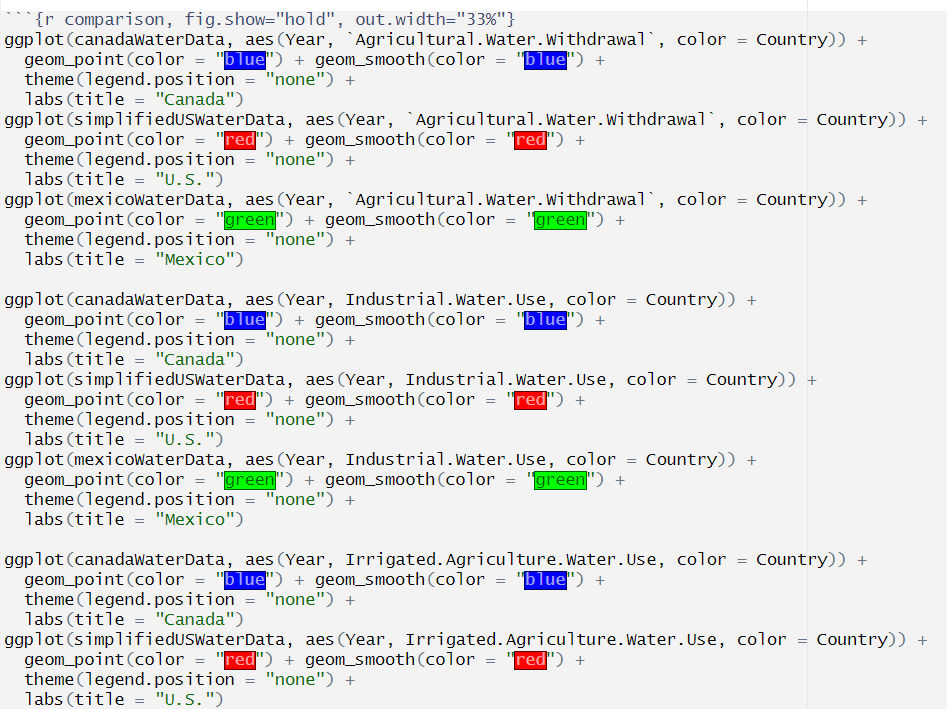 ```{r comparison, fig.show="hold", out.width="33%"}
ggplot(canadaWaterData, aes(Year, `Agricultural.Water.Withdrawal`, color = Country)) +
  geom_point(color = "blue") + geom_smooth(color = "blue") +
  theme(legend.position = "none") +
  labs(title = "Canada")
ggplot(simplifiedUSWaterData, aes(Year, `Agricultural.Water.Withdrawal`, color = Country)) +
  geom_point(color = "red") + geom_smooth(color = "red") +
  theme(legend.position = "none") +
  labs(title = "U.S.")
ggplot(mexicoWaterData, aes(Year, `Agricultural.Water.Withdrawal`, color = Country)) +
  geom_point(color = "green") + geom_smooth(color = "green") +
  theme(legend.position = "none") +
  labs(title = "Mexico")

ggplot(canadaWaterData, aes(Year, Industrial.Water.Use, color = Country)) +
  geom_point(color = "blue") + geom_smooth(color = "blue") +
  theme(legend.position = "none") +
  labs(title = "Canada")
ggplot(simplifiedUSWaterData, aes(Year, Industrial.Water.Use, color = Country)) +
  geom_point(color = "red") + geom_smooth(color = "red") +
  theme(legend.position = "none") +
  labs(title = "U.S.")
ggplot(mexicoWaterData, aes(Year, Industrial.Water.Use, color = Country)) +
  geom_point(color = "green") + geom_smooth(color = "green") +
  theme(legend.position = "none") +
  labs(title = "Mexico")

ggplot(canadaWaterData, aes(Year, Irrigated.Agriculture.Water.Use, color = Country)) +
  geom_point(color = "blue") + geom_smooth(color = "blue") +
  theme(legend.position = "none") +
  labs(title = "Canada")
ggplot(simplifiedUSWaterData, aes(Year, Irrigated.Agriculture.Water.Use, color = Country)) +
  geom_point(color = "red") + geom_smooth(color = "red") +
  theme(legend.position = "none") +
  labs(title = "U.S.")